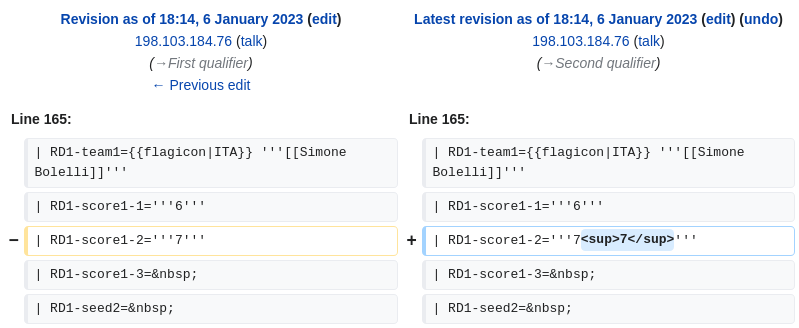 Revision as of 18:14, 6 January 2023 (edit)
198.103.184.76 (talk)
(→First qualifier)
← Previous edit
Line 165:
| RD1-team1={{flagicon|ITA}} '''[[Simone
Bolelli]]'''
| RD1-score1-1='''6'''
− | RD1-score1-2='''7'''
| RD1-score1-3=&nbsp;
| RD1-seed2=&nbsp;
Latest revision as of 18:14, 6 January 2023 (edit) (undo)
198.103.184.76 (talk)
(→Second qualifier)
Line 165:
| RD1-team1={{flagicon|ITA}} '''[[Simone
Bolelli]]'''
| RD1-score1-1='''6'''
+ | RD1-score1-2='''7<sup>7</sup>'''
| RD1-score1-3=&nbsp;
| RD1-seed2=&nbsp;